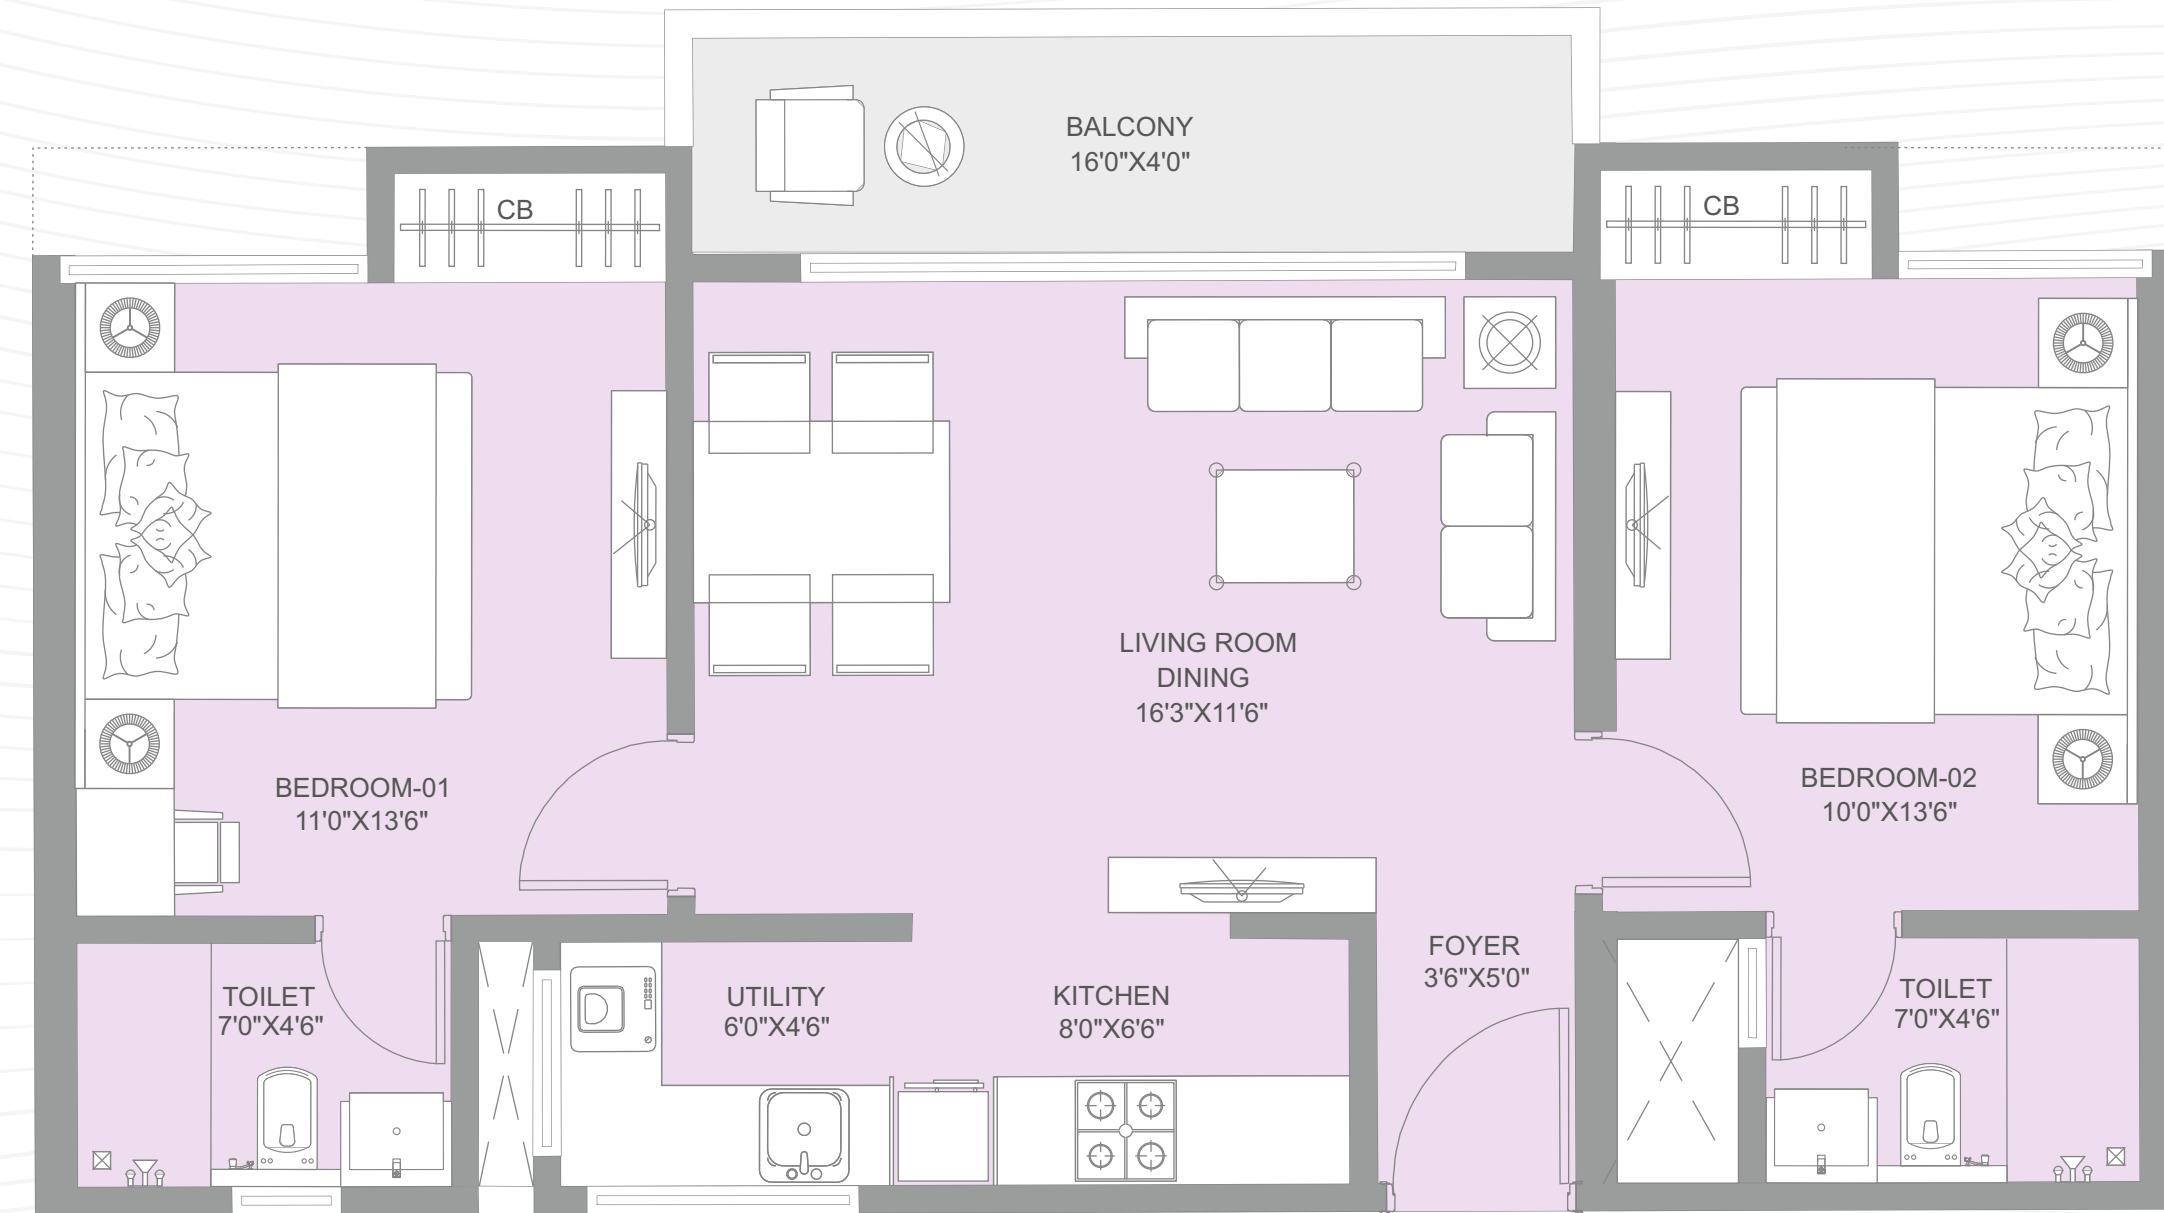 BALCONY
16'0"X4'0"
CB
CB
LIVING ROOM
DINING
16'3"X11'6"
BEDROOM-01
11'0"X13'6"
BEDROOM-02
10'0"X13'6"
FOYER
3'6"X5'0"
TOILET
7'0"X4'6"
UTILITY
6'0"X4'6"
KITCHEN
8'0"X6'6"
TOILET
7'0"X4'6"